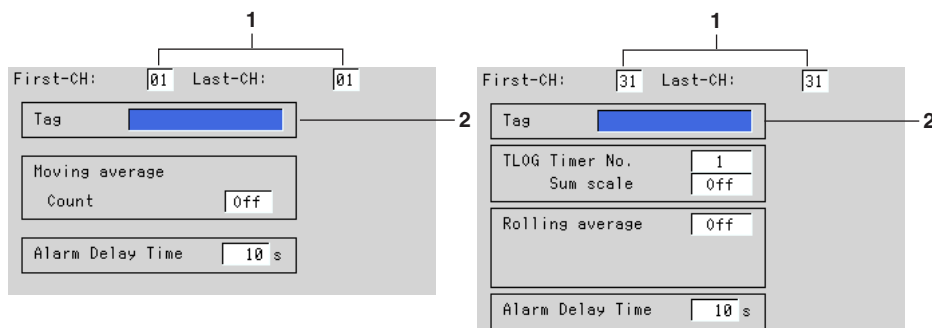 1
First-CH: 01 Last-CH: 01
Tag
2
Moving average
Count Off
Alarm Delay Time 10 s
1
First-CH: 31 Last-CH: 31
Tag
2
TLOG Timer No. 1
Sum scale Off
Rolling average Off
Alarm Delay Time 10 s